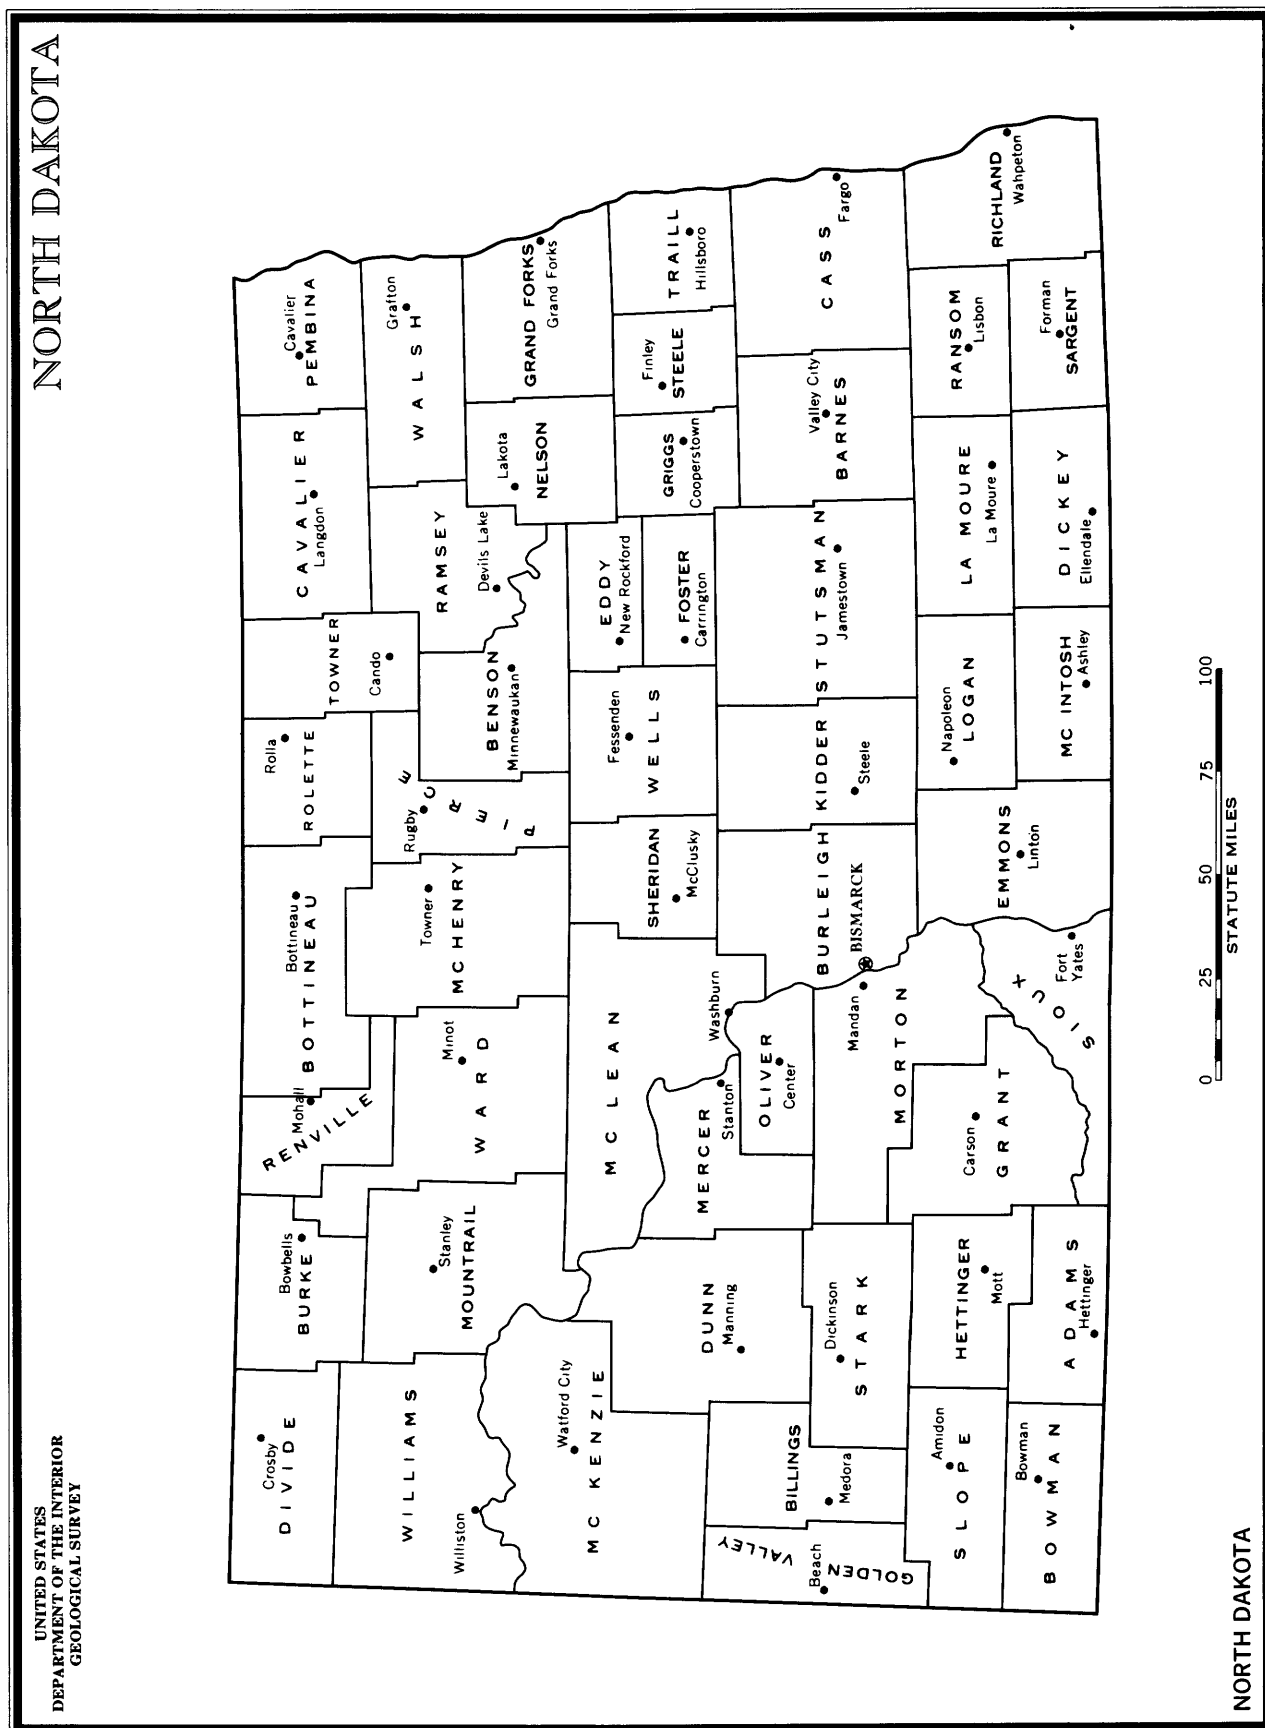 UNITED STATES
DEPARTMENT OF THE INTERIOR
GEOLOGICAL SURVEY
NORTH DAKOTA
Crosby
DIVIDE
Bowbells
BURKE
Mohall
RENVILLE
Bottineau
BOTTINEAU
Rolla
ROLETTE
TOWNER
Cando
CAVALIER
Langdon
Cavalier
PEMBINA
WILLIAMS
Williston
Stanley
MOUNTRAIL
Minot
WARD
Towner
MCHENRY
Rugby
PIERCE
BENSON
Minnewaukan
RAMSEY
Devils Lake
Grafton
WALSH
Lakota
NELSON
GRAND FORKS
Grand Forks
Watford City
MC KENZIE
DUNN
Manning
MCLEAN
Washburn
MERCER
Stanton
OLIVER
Center
SHERIDAN
McClusky
Fessenden
WELLS
EDDY
New Rockford
FOSTER
Carrington
GRIGGS
Cooperstown
Finley
STEELE
TRAILL
Hillsboro
GOLDEN VALLEY
Beach
BILLINGS
Medora
Dickinson
STARK
Mandan
MORTON
BURLEIGH
BISMARCK
KIDDER
Steele
STUTSMAN
Jamestown
Valley City
BARNES
CASS
Fargo
Amidon
SLOPE
HETTINGER
Mott
Carson
GRANT
SIOUX
Fort
Yates
EMMONS
Linton
Napoleon
LOGAN
LA MOURE
La Moure
RANSOM
Lisbon
RICHLAND
Wahpeton
Bowman
BOWMAN
ADAMS
Hettinger
MC INTOSH
Ashley
DICKEY
Ellendale
Forman
SARGENT
0 25 50 75 100
STATUTE MILES
NORTH DAKOTA